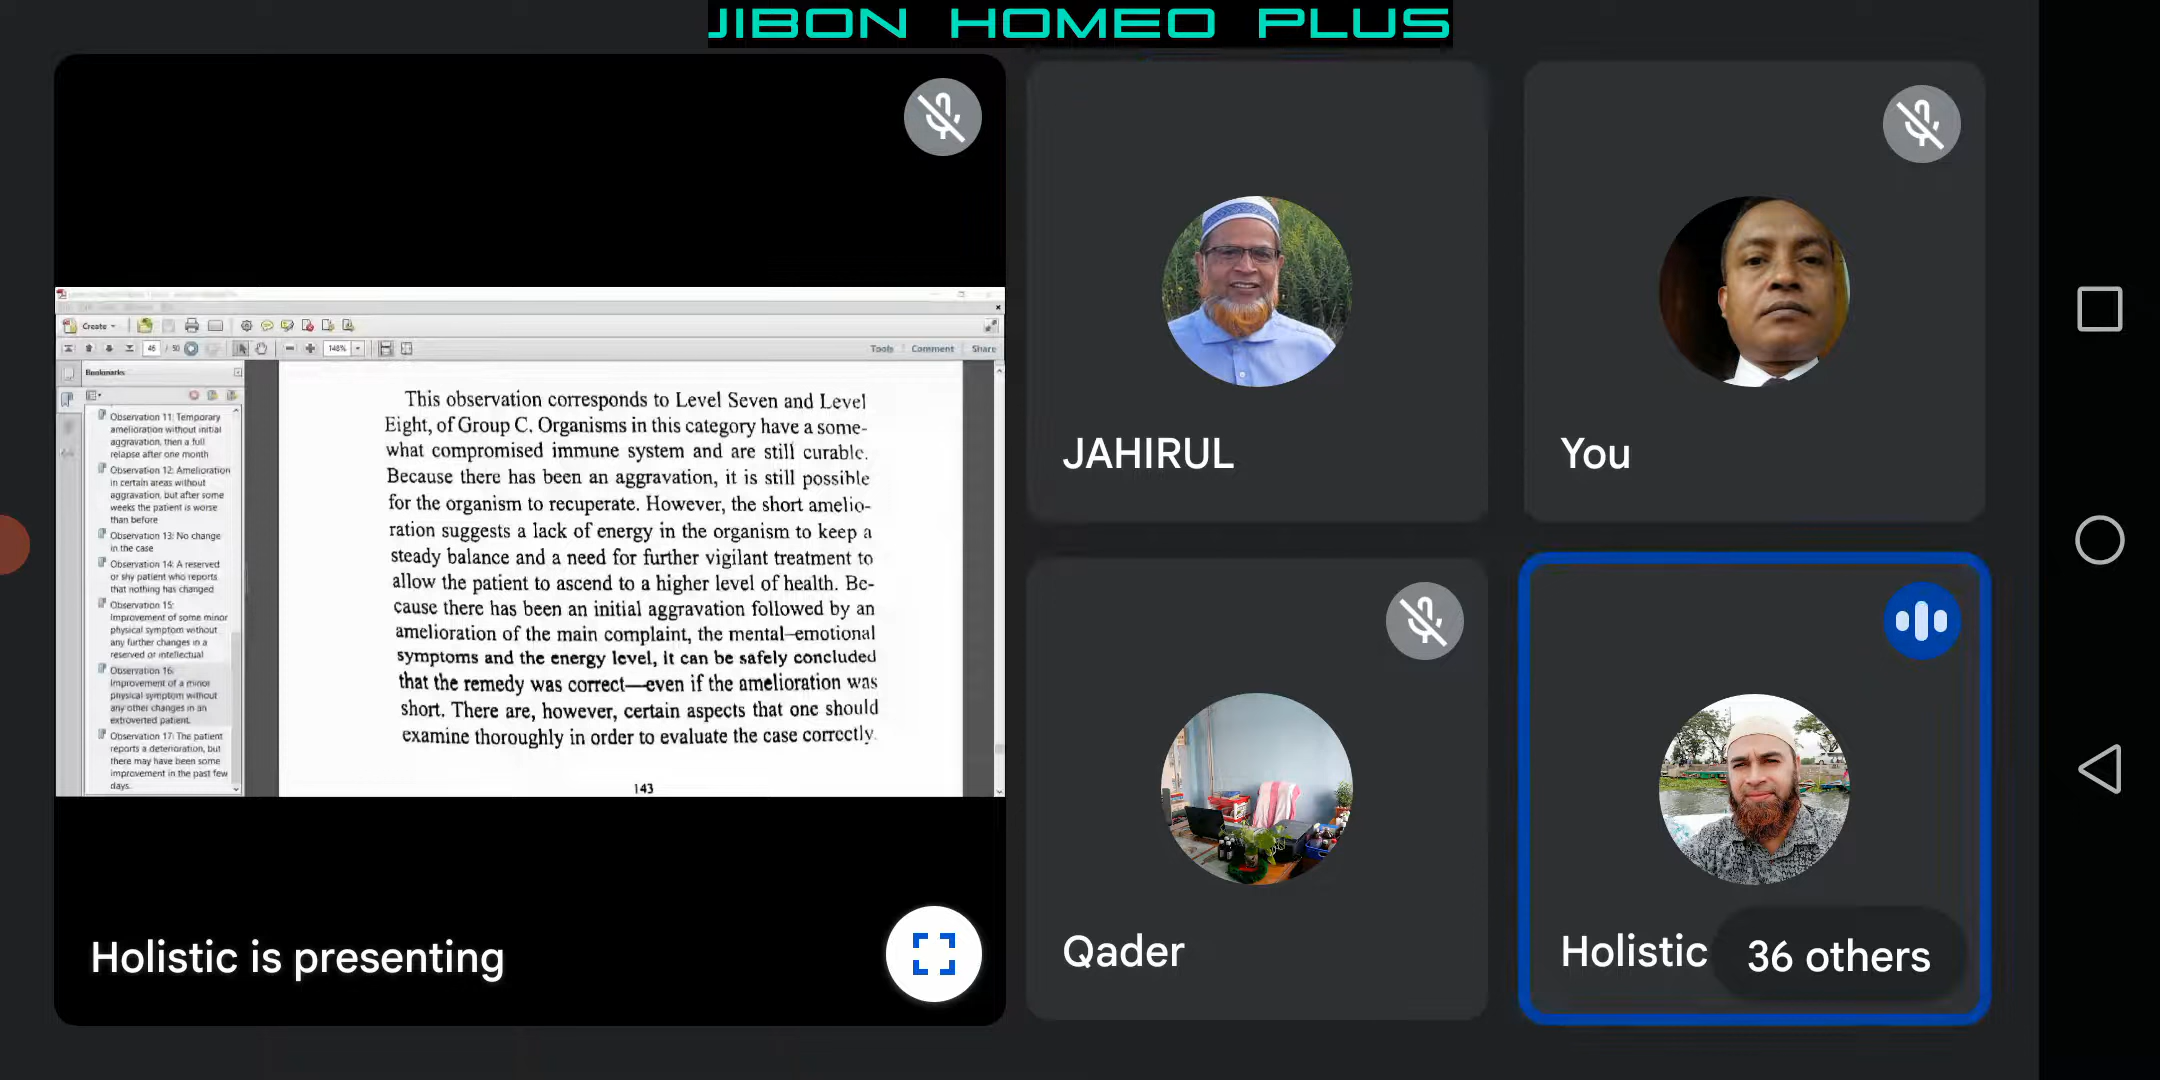 JIBON HOMEO PLUS
Create
46 / 50
148%
Tools Comment Share
Bookmarks
Observation 11: Temporary
amelioration without initial
aggravation, then a full
relapse after one month
Observation 12: Amelioration
in certain areas without
aggravation, but after some
weeks the patient is worse
than before
Observation 13: No change
in the case
Observation 14: A reserved
or shy patient who reports
that nothing has changed
Observation 15:
Improvement of some minor
physical symptom without
any further changes in a
reserved or intellectual
Observation 16:
Improvement of a minor
physical symptom without
any other changes in an
extroverted patient.
Observation 17: The patient
reports a deterioration, but
there may have been some
improvement in the past few
days.
This observation corresponds to Level Seven and Level
Eight, of Group C. Organisms in this category have a some-
what compromised immune system and are still curable.
Because there has been an aggravation, it is still possible
for the organism to recuperate. However, the short amelio-
ration suggests a lack of energy in the organism to keep a
steady balance and a need for further vigilant treatment to
allow the patient to ascend to a higher level of health. Be-
cause there has been an initial aggravation followed by an
amelioration of the main complaint, the mental–emotional
symptoms and the energy level, it can be safely concluded
that the remedy was correct—even if the amelioration was
short. There are, however, certain aspects that one should
examine thoroughly in order to evaluate the case correctly.
143
Holistic is presenting
JAHIRUL
You
Qader
Holistic
36 others